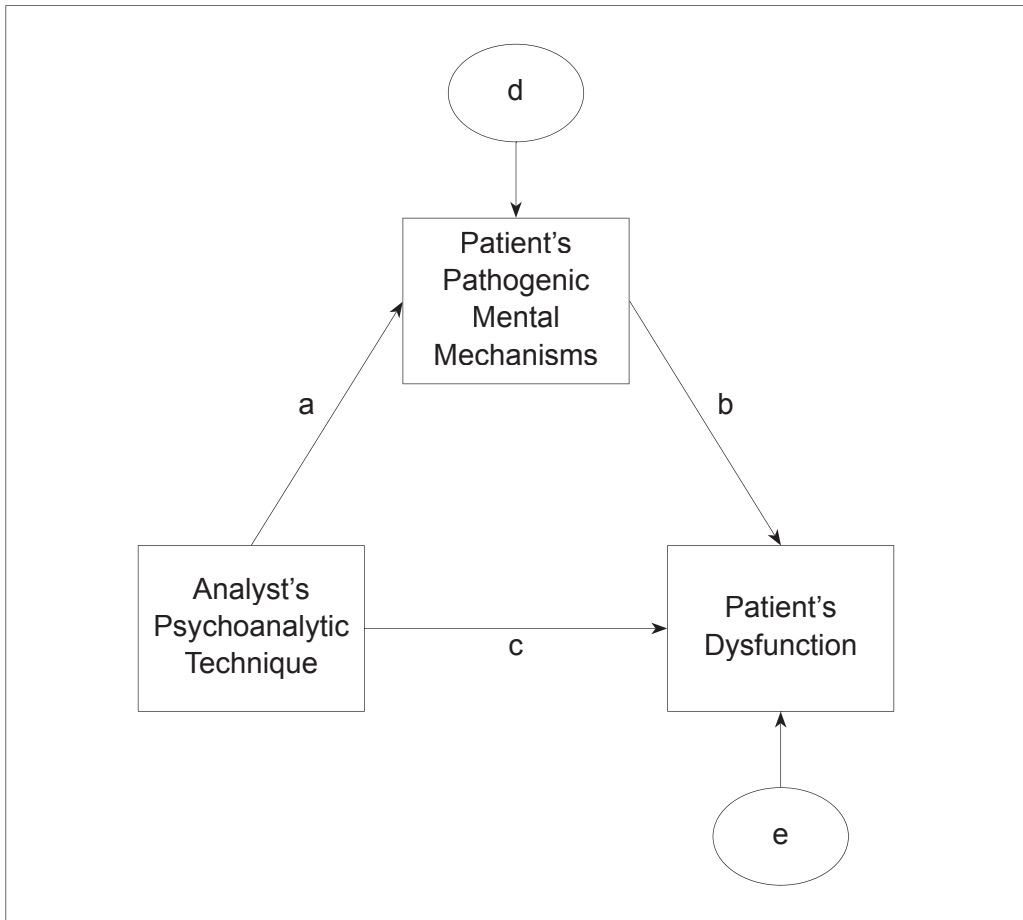 d
Patient’s
Pathogenic
Mental
Mechanisms
a
b
Analyst’s
Psychoanalytic
Technique
c
Patient’s
Dysfunction
e